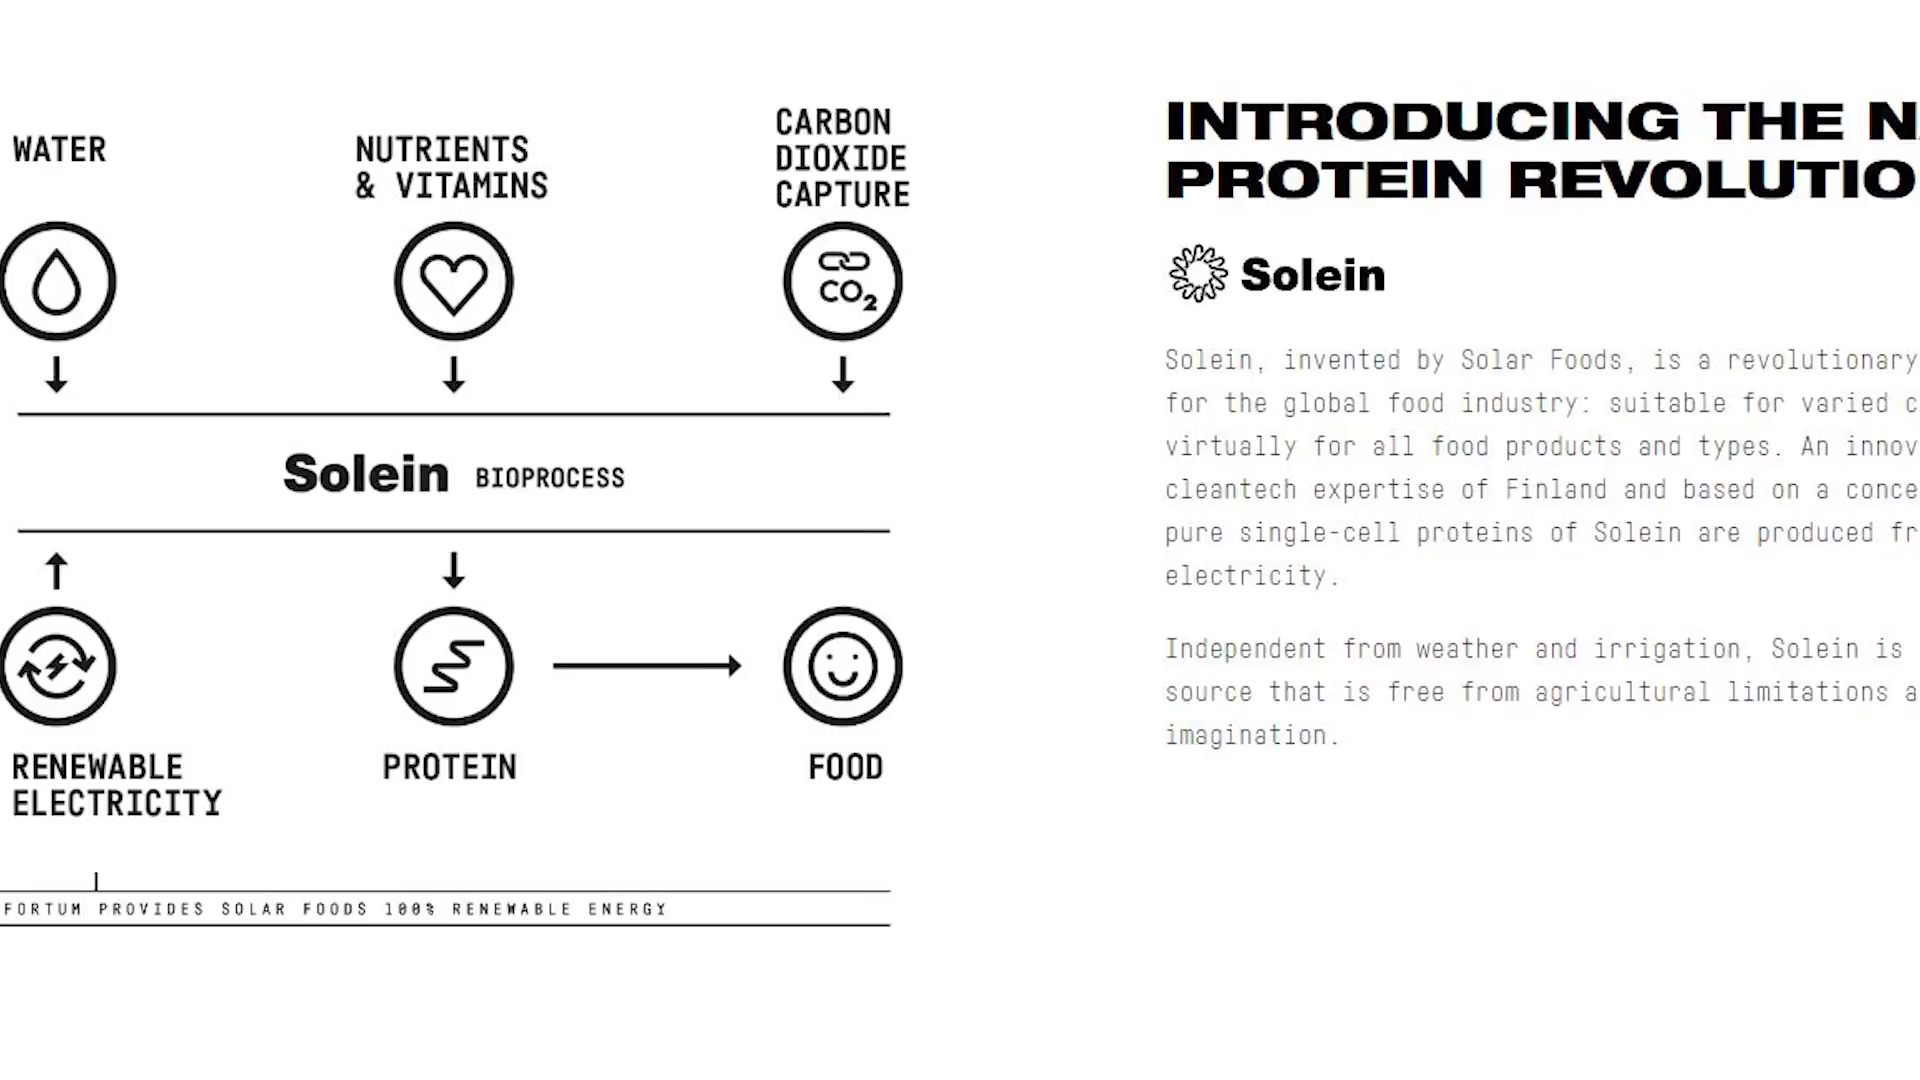 WATER
NUTRIENTS
& VITAMINS
CARBON
DIOXIDE
CAPTURE
CO2
Solein BIOPROCESS
RENEWABLE
ELECTRICITY
PROTEIN
FOOD
FORTUM PROVIDES SOLAR FOODS 100% RENEWABLE ENERGY
INTRODUCING THE
PROTEIN
Solein
Solein, invented by Solar Foods, is a revolutionary
for the global food industry: suitable for varied
virtually for all food products and types. An
cleantech expertise of Finland and based on a
pure single-cell proteins of Solein are produced
electricity.
Independent from weather and irrigation, Solein is
source that is free from agricultural limitations
imagination.